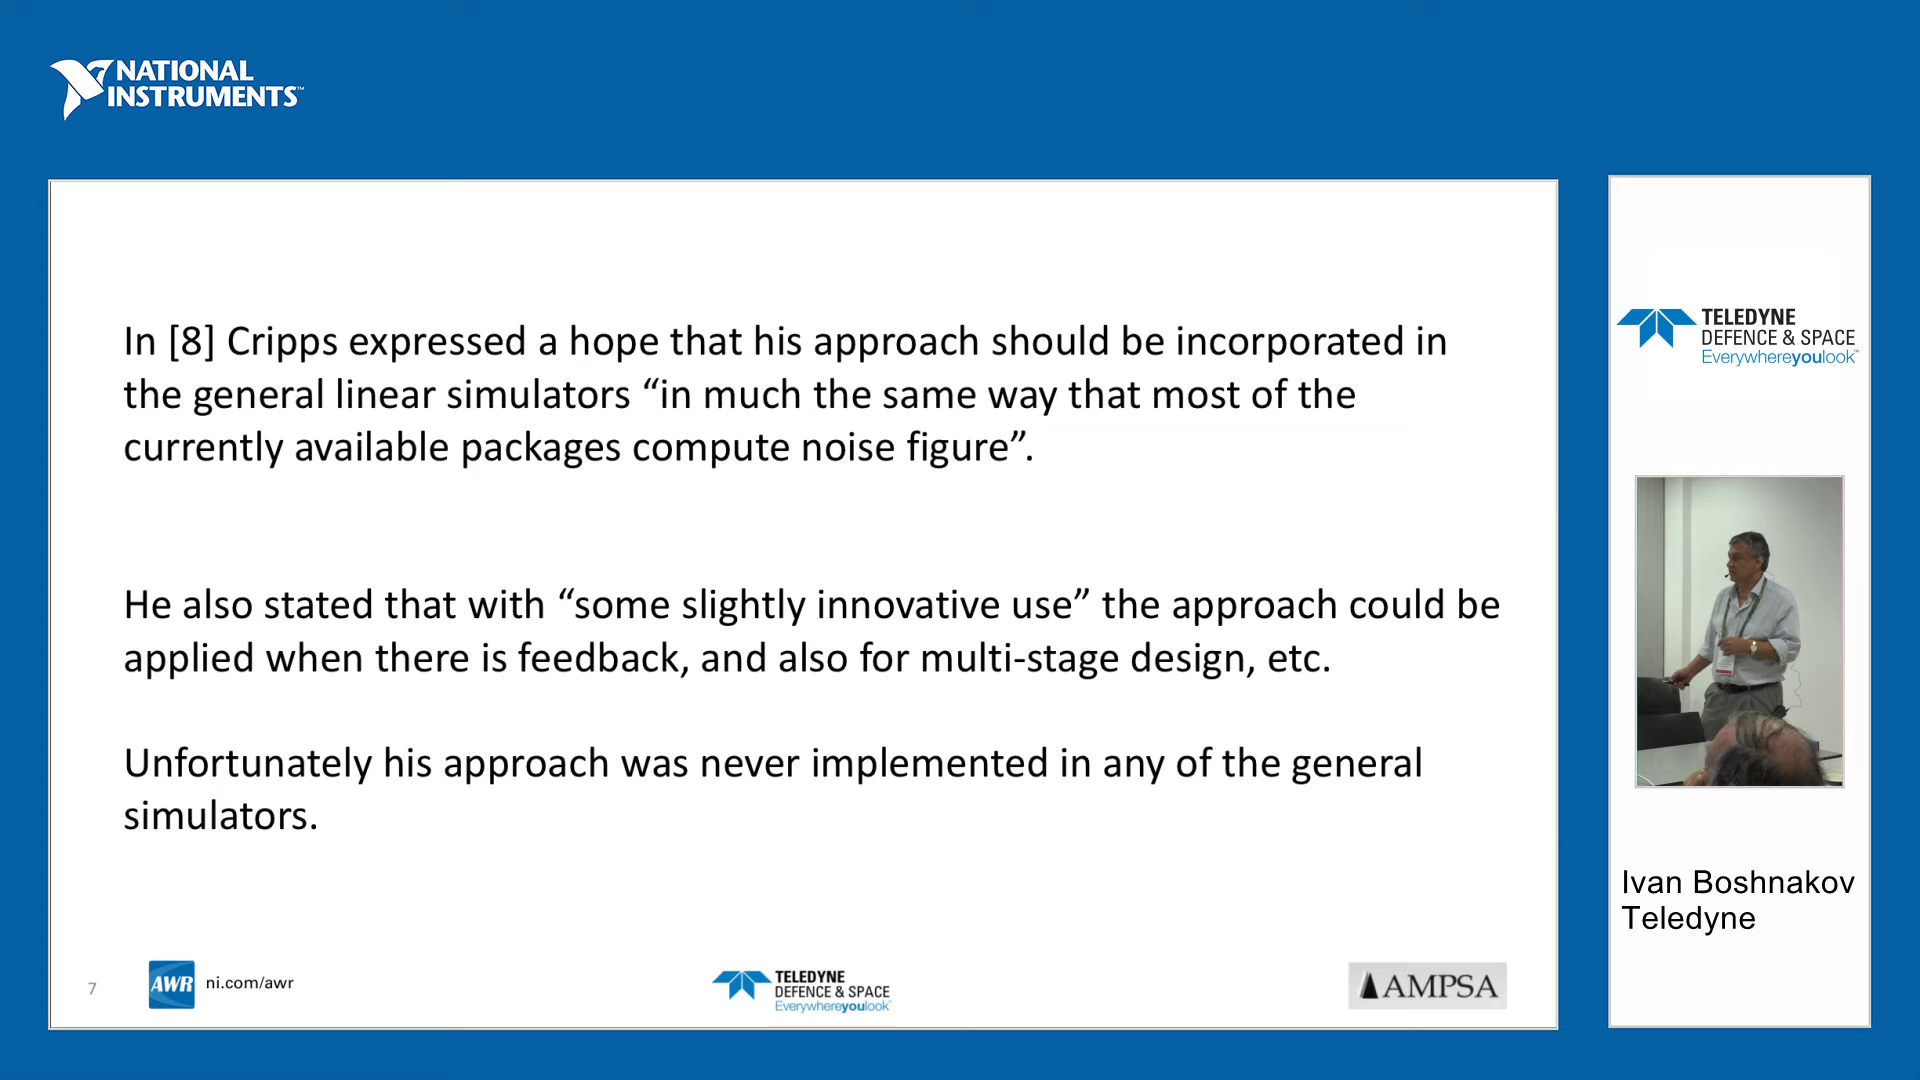 NATIONAL
INSTRUMENTS™
In [8] Cripps expressed a hope that his approach should be incorporated in
the general linear simulators “in much the same way that most of the
currently available packages compute noise figure”.
He also stated that with “some slightly innovative use” the approach could be
applied when there is feedback, and also for multi-stage design, etc.
Unfortunately his approach was never implemented in any of the general
simulators.
7
AWR
ni.com/awr
TELEDYNE
DEFENCE & SPACE
Everywhereyoulook™
AMPSA
TELEDYNE
DEFENCE & SPACE
Everywhereyoulook™
Ivan Boshnakov
Teledyne